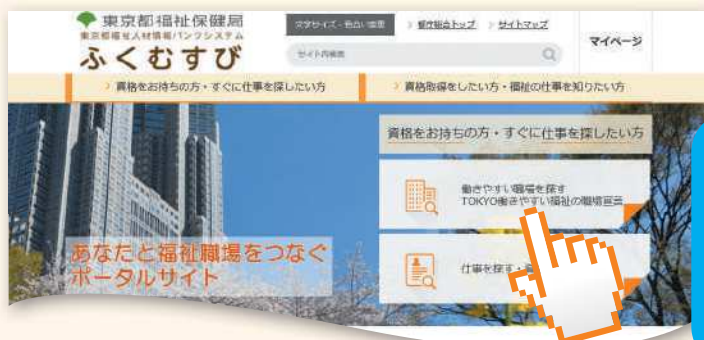 東京都福祉保健局
東京都福祉人材情報バンクシステム
ふくむすび
文字サイズ・色合い変更
都庁総合トップ
サイトマップ
サイト内検索
マイページ
資格をお持ちの方・すぐに仕事を探したい方
資格取得をしたい方・福祉の仕事を知りたい方
資格をお持ちの方・すぐに仕事を探したい方
働きやすい職場を探す
TOKYO働きやすい福祉の職場宣言
あなたと福祉職場をつなぐ
ポータルサイト
仕事を探す・